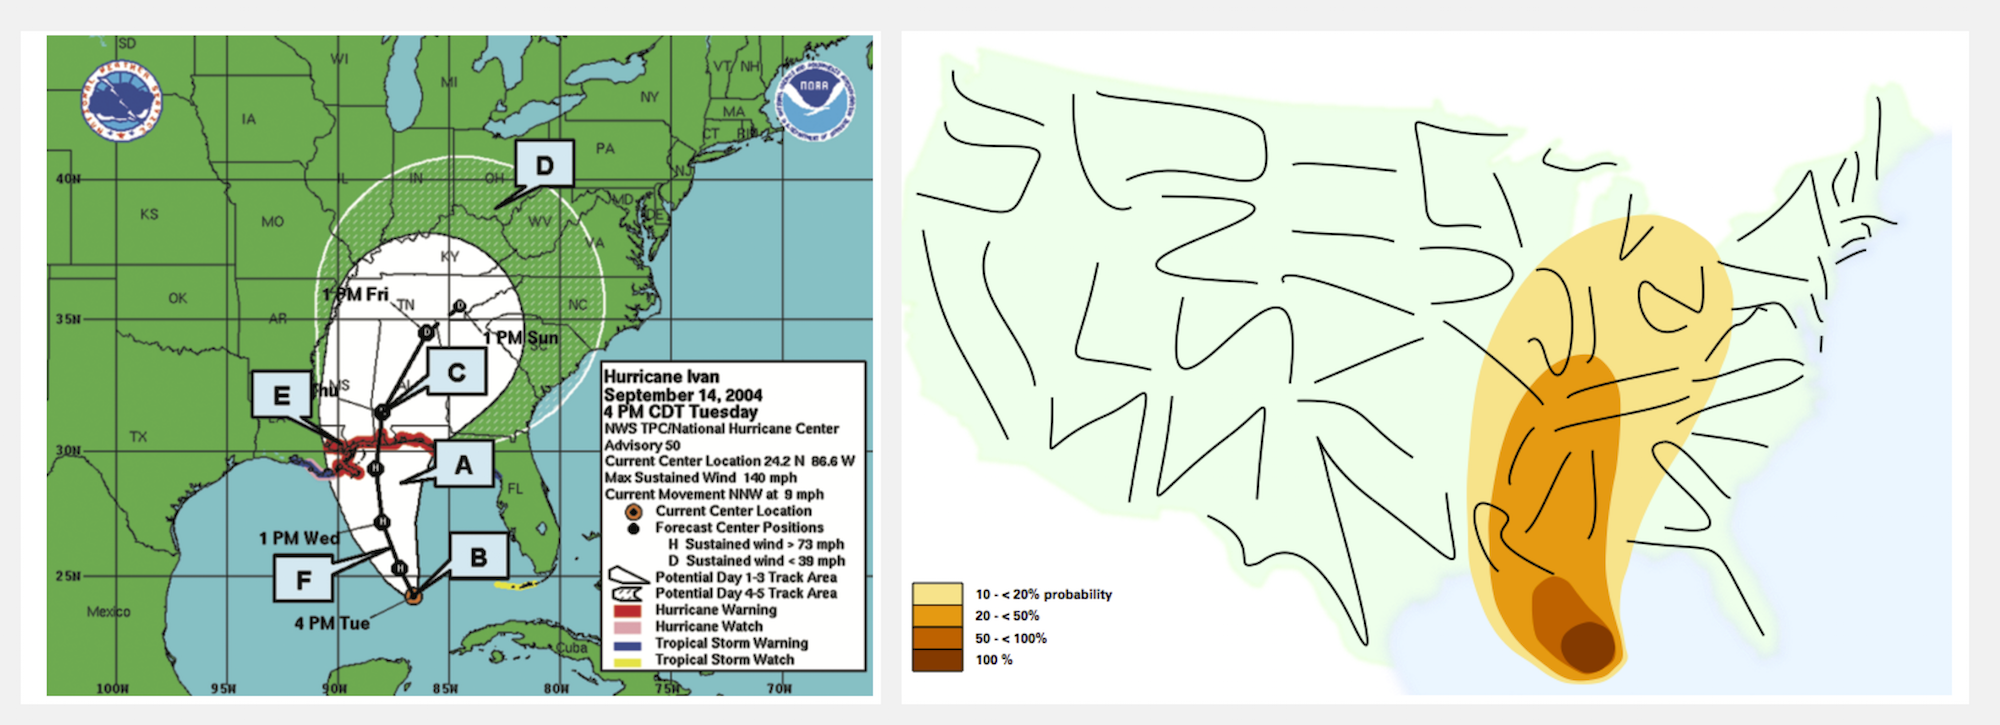 SD
WI
MI
VT
NH
NATIONAL WEATHER SERVICE
NOAA
IA
NY
MA
CT
RI
PA
D
40N
IL
IN
OH
NJ
MD
DE
KS
MO
WV
VA
KY
1 PM Fri
TN
OK
NC
35N
AR
1 PM Sun
SC
C
E
MS
Thu
AL
TX
LA
30N
A
FL
1 PM Wed
B
F
25N
Mexico
4 PM Tue
Cuba
100W
95W
90W
85W
80W
75W
70W
Hurricane Ivan
September 14, 2004
4 PM CDT Tuesday
NWS TPC/National Hurricane Center
Advisory 50
Current Center Location 24.2 N 86.6 W
Max Sustained Wind 140 mph
Current Movement NNW at 9 mph
Current Center Location
Forecast Center Positions
H Sustained wind > 73 mph
D Sustained wind < 39 mph
Potential Day 1-3 Track Area
Potential Day 4-5 Track Area
Hurricane Warning
Hurricane Watch
Tropical Storm Warning
Tropical Storm Watch
10 - < 20% probability
20 - < 50%
50 - < 100%
100 %